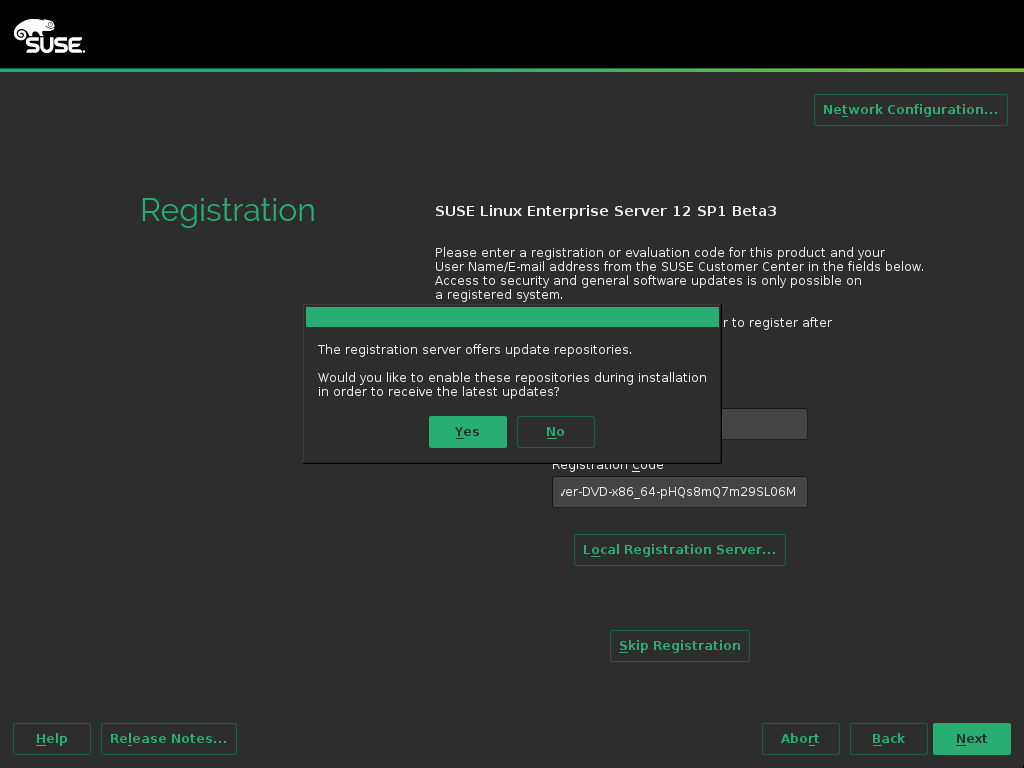 SUSE
Network Configuration...
Registration
SUSE Linux Enterprise Server 12 SP1 Beta3
Please enter a registration or evaluation code for this product and your
User Name/E-mail address from the SUSE Customer Center in the fields below.
Access to security and general software updates is only possible on
a registered system.
r to register after
The registration server offers update repositories.
Would you like to enable these repositories during installation
in order to receive the latest updates?
Yes
No
Registration Code
ver-DVD-x86_64-pHQs8mQ7m29SL06M
Local Registration Server...
Skip Registration
Help
Release Notes...
Abort
Back
Next